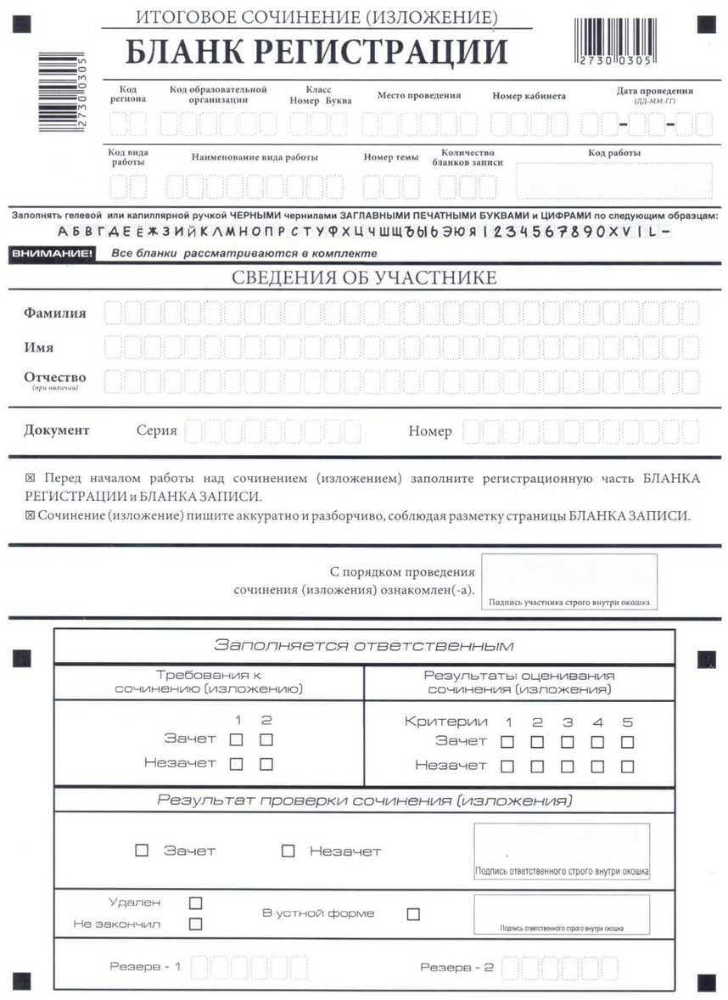 ИТОГОВОЕ СОЧИНЕНИЕ (ИЗЛОЖЕНИЕ)
БЛАНК РЕГИСТРАЦИИ
2730 0305
2730 0305
Код региона
Код образовательной организации
Класс
Номер Буква
Место проведения
Номер кабинета
Дата проведения
(ДД-ММ-ГГ)
- -
Код вида работы
Наименование вида работы
Номер темы
Количество бланков записи
Код работы
Заполнять гелевой или капиллярной ручкой ЧЕРНЫМИ чернилами ЗАГЛАВНЫМИ ПЕЧАТНЫМИ БУКВАМИ и ЦИФРАМИ по следующим образцам:
А Б В Г Д Е Ё Ж З И Й К Л М Н О П Р С Т У Ф Х Ц Ч Ш Щ Ъ Ы Ь Э Ю Я 1 2 3 4 5 6 7 8 9 0 X V I L -
ВНИМАНИЕ! Все бланки рассматриваются в комплекте
СВЕДЕНИЯ ОБ УЧАСТНИКЕ
Фамилия
Имя
Отчество
(при наличии)
Документ Серия Номер
☒ Перед началом работы над сочинением (изложением) заполните регистрационную часть БЛАНКА
РЕГИСТРАЦИИ и БЛАНКА ЗАПИСИ.
☒ Сочинение (изложение) пишите аккуратно и разборчиво, соблюдая разметку страницы БЛАНКА ЗАПИСИ.
С порядком проведения
сочинения (изложения) ознакомлен(-а).
Подпись участника строго внутри окошка
Заполняется ответственным
Требования к
сочинению (изложению)
1 2
Зачет
Незачет
Результаты оценивания
сочинения (изложения)
Критерии 1 2 3 4 5
Зачет
Незачет
Результат проверки сочинения (изложения)
Зачет Незачет
Подпись ответственного строго внутри окошка
Удален
Не закончил
В устной форме
Подпись ответственного строго внутри окошка
Резерв - 1 Резерв - 2